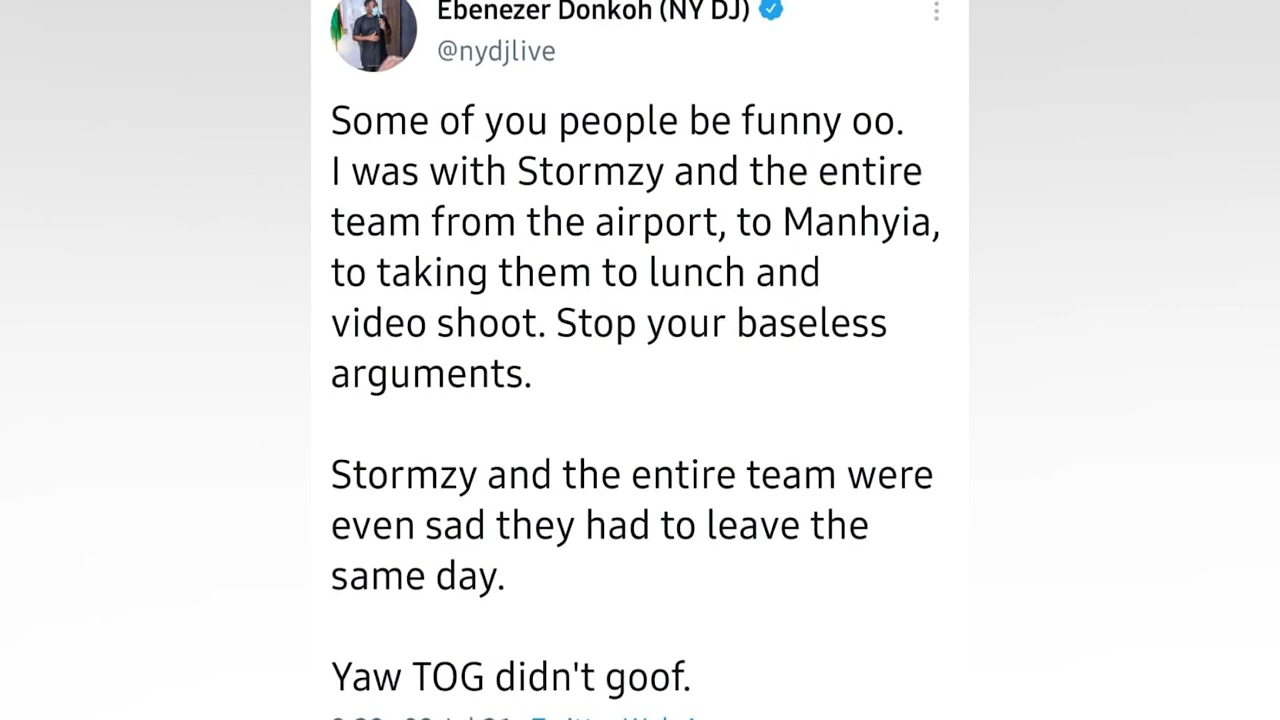 Ebenezer Donkoh (NY DJ)
@nydjlive
Some of you people be funny oo.
I was with Stormzy and the entire
team from the airport, to Manhyia,
to taking them to lunch and
video shoot. Stop your baseless
arguments.
Stormzy and the entire team were
even sad they had to leave the
same day.
Yaw TOG didn't goof.